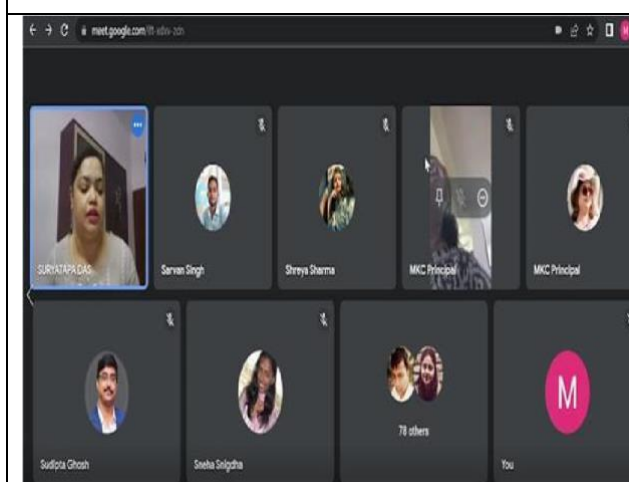 meet.google.com/
SURYATAPA DAS
Sarvan Singh
Shreya Sharma
MKC Principal
MKC Principal
Sudipta Ghosh
Sneha Snigdha
78 others
M
You